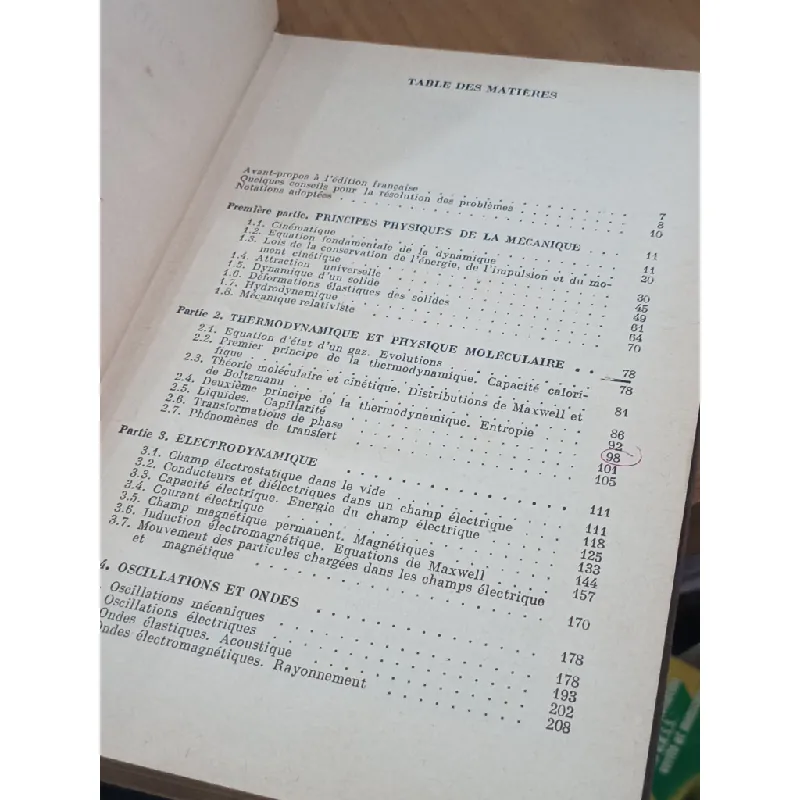 TABLE DES MATIÈRES
Avant-propos à l'édition française . . . . . . . . . . 7
Quelques conseils pour la résolution des problèmes . . . . . . . . 8
Notations adoptées . . . . . . . . . . 10
Première partie. PRINCIPES PHYSIQUES DE LA MÉCANIQUE . . . 11
1.1. Cinématique . . . . . . . . . . 11
1.2. Equation fondamentale de la dynamique . . . . . . 20
1.3. Lois de la conservation de l'énergie, de l'impulsion et du mo-
ment cinétique . . . . . . . . . . 30
1.4. Attraction universelle . . . . . . . . . . 45
1.5. Dynamique d'un solide . . . . . . . . . . 49
1.6. Déformations élastiques des solides . . . . . . . . 61
1.7. Hydrodynamique . . . . . . . . . . 64
1.8. Mécanique relativiste . . . . . . . . . . 70
Partie 2. THERMODYNAMIQUE ET PHYSIQUE MOLÉCULAIRE . . 78
2.1. Equation d'état d'un gaz. Evolutions . . . . . . . . 78
2.2. Premier principe de la thermodynamique. Capacité calori-
fique . . . . . . . . . . 81
2.3. Théorie moléculaire et cinétique. Distributions de Maxwell et
de Boltzmann . . . . . . . . . . 86
2.4. Deuxième principe de la thermodynamique. Entropie . . . . 92
2.5. Liquides. Capillarité . . . . . . . . . . 98
2.6. Transformations de phase . . . . . . . . . . 101
2.7. Phénomènes de transfert . . . . . . . . . . 105
Partie 3. ÉLECTRODYNAMIQUE . . . . . . . . . . 111
3.1. Champ électrostatique dans le vide . . . . . . . . 111
3.2. Conducteurs et diélectriques dans un champ électrique . . . 118
3.3. Capacité électrique. Energie du champ électrique . . . . 125
3.4. Courant électrique . . . . . . . . . . 133
3.5. Champ magnétique permanent. Magnétiques . . . . . . 144
3.6. Induction électromagnétique. Equations de Maxwell . . . . 157
3.7. Mouvement des particules chargées dans les champs électrique
et magnétique . . . . . . . . . . 170
4. OSCILLATIONS ET ONDES . . . . . . . . . . 178
Oscillations mécaniques . . . . . . . . . . 178
Oscillations électriques . . . . . . . . . . 193
Ondes élastiques. Acoustique . . . . . . . . . . 202
ndes électromagnétiques. Rayonnement . . . . . . . . 208